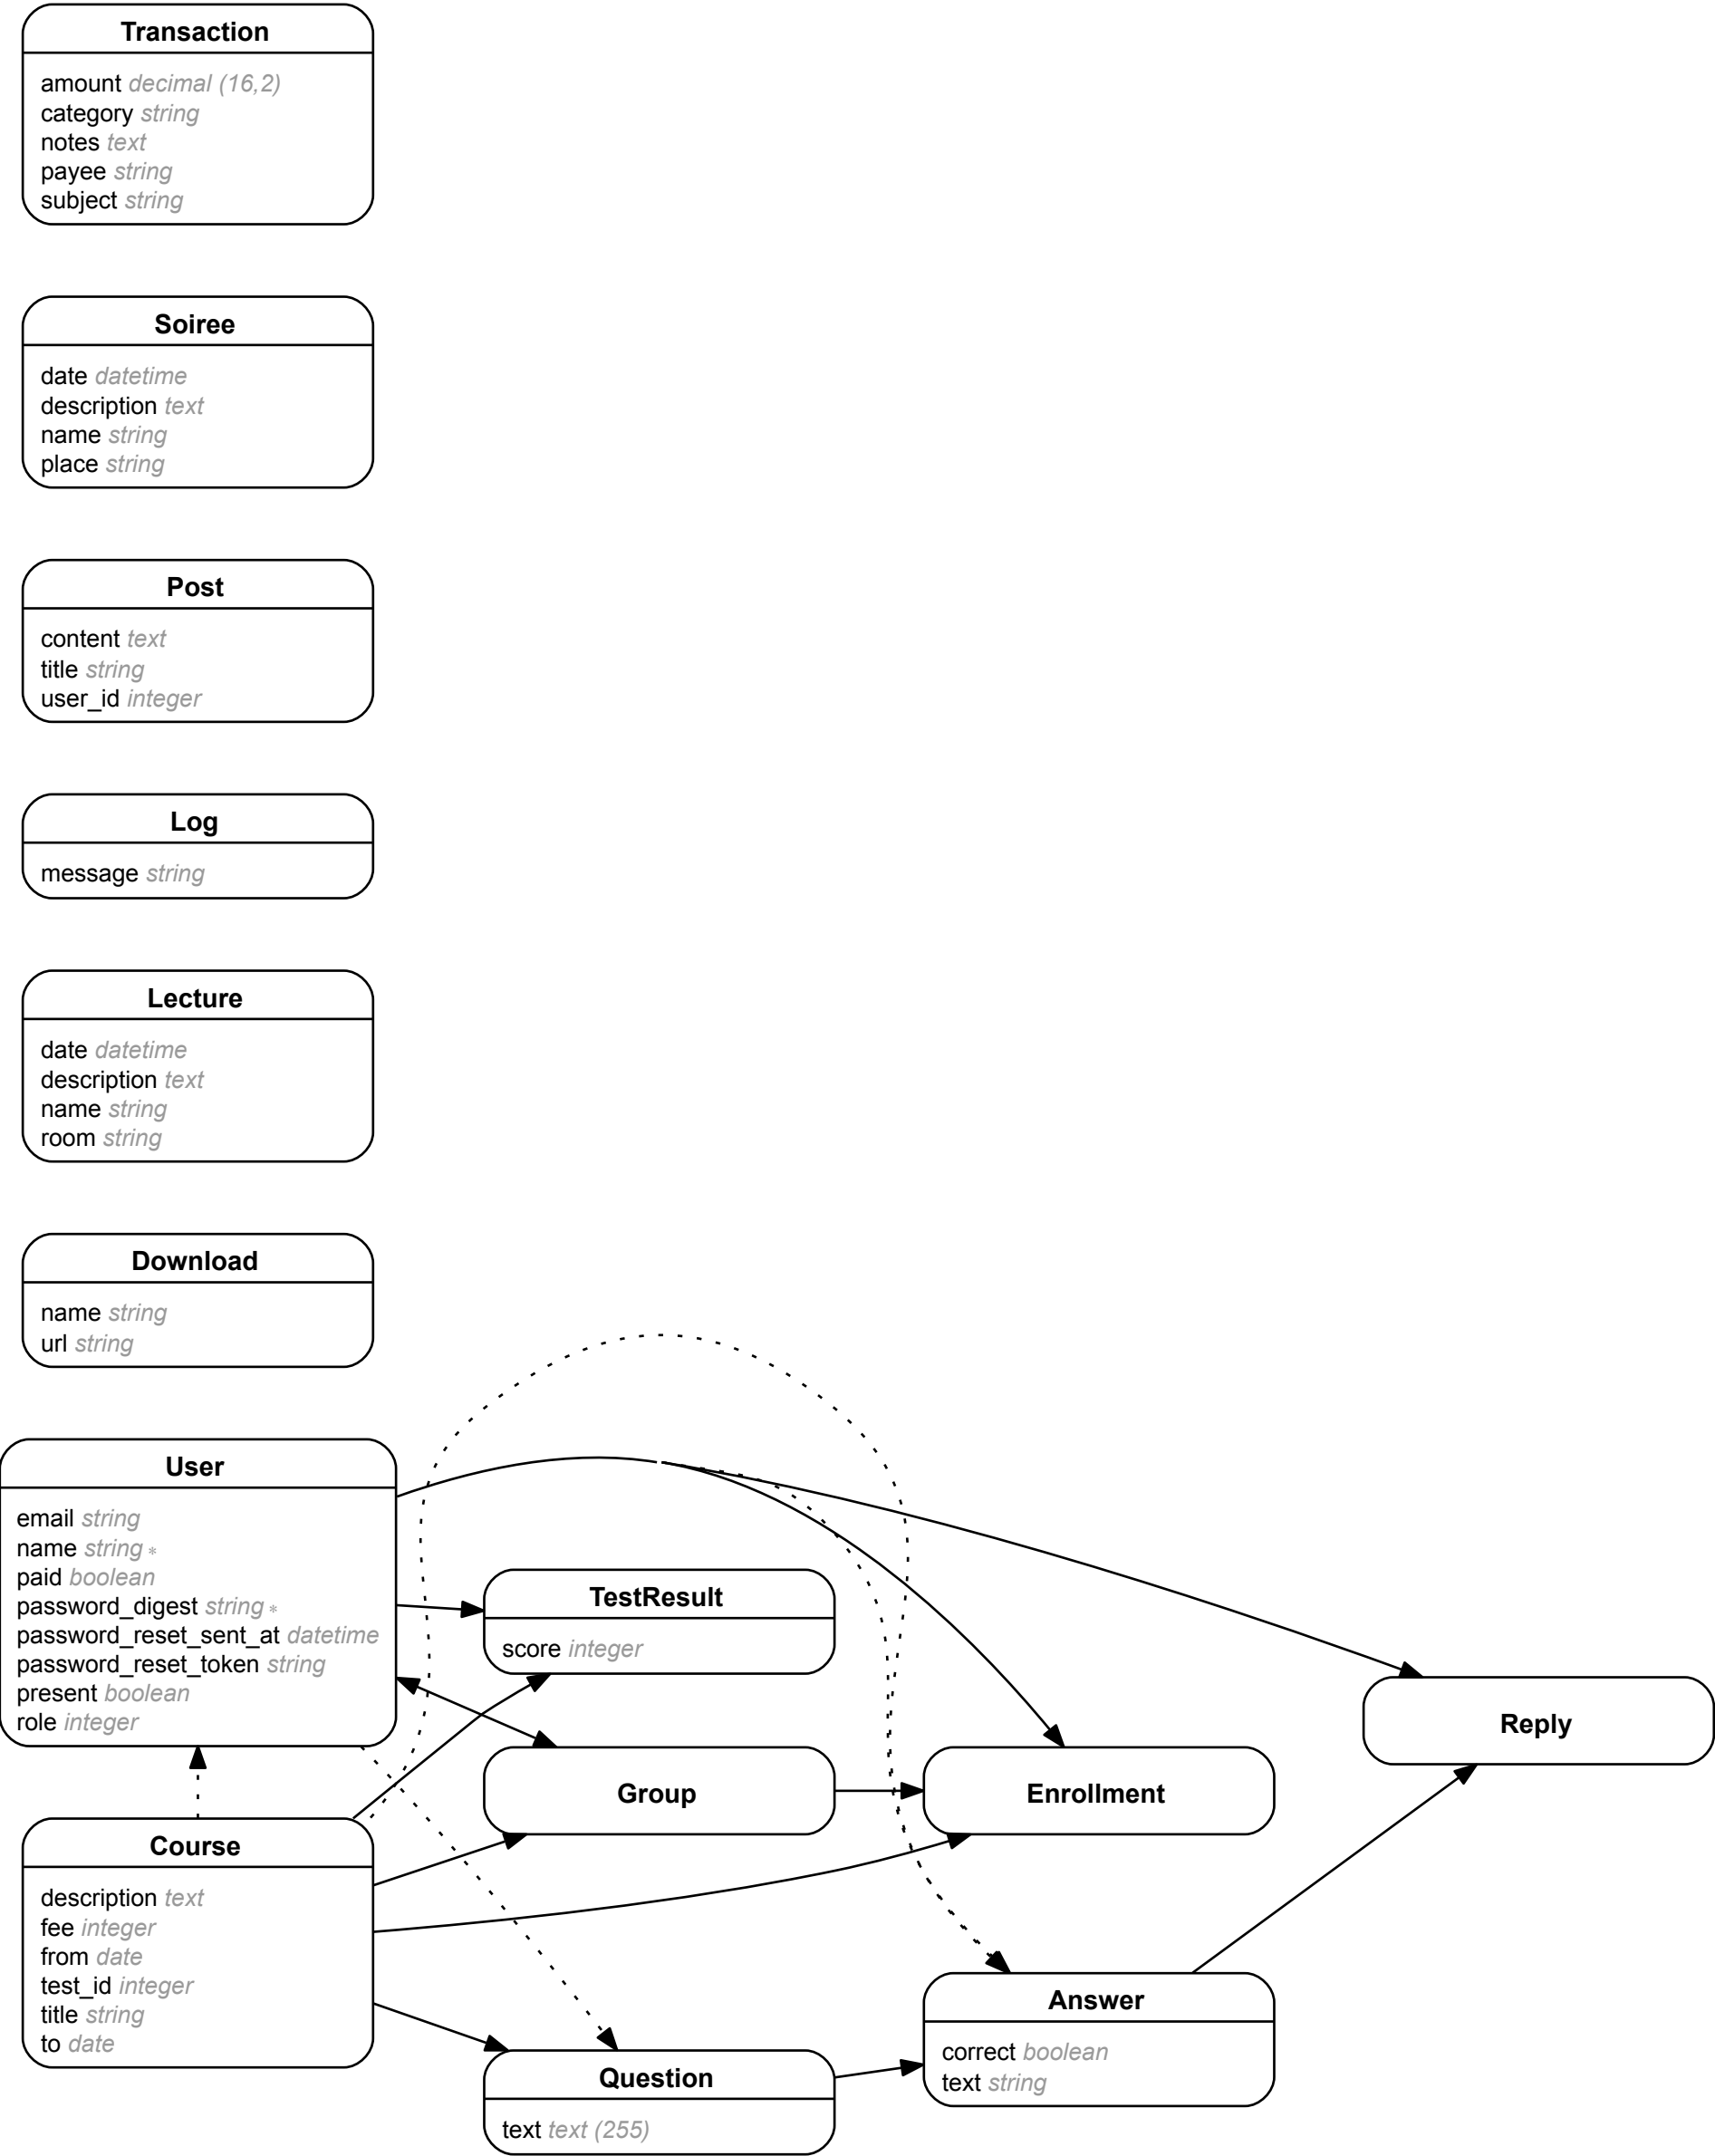 Transaction
amount decimal (16,2)
category string
notes text
payee string
subject string
Soiree
date datetime
description text
name string
place string
Post
content text
title string
user_id integer
Log
message string
Lecture
date datetime
description text
name string
room string
Download
name string
url string
User
email string
name string *
paid boolean
password_digest string *
password_reset_sent_at datetime
password_reset_token string
present boolean
role integer
TestResult
score integer
Group
Enrollment
Reply
Course
description text
fee integer
from date
test_id integer
title string
to date
Question
text text (255)
Answer
correct boolean
text string